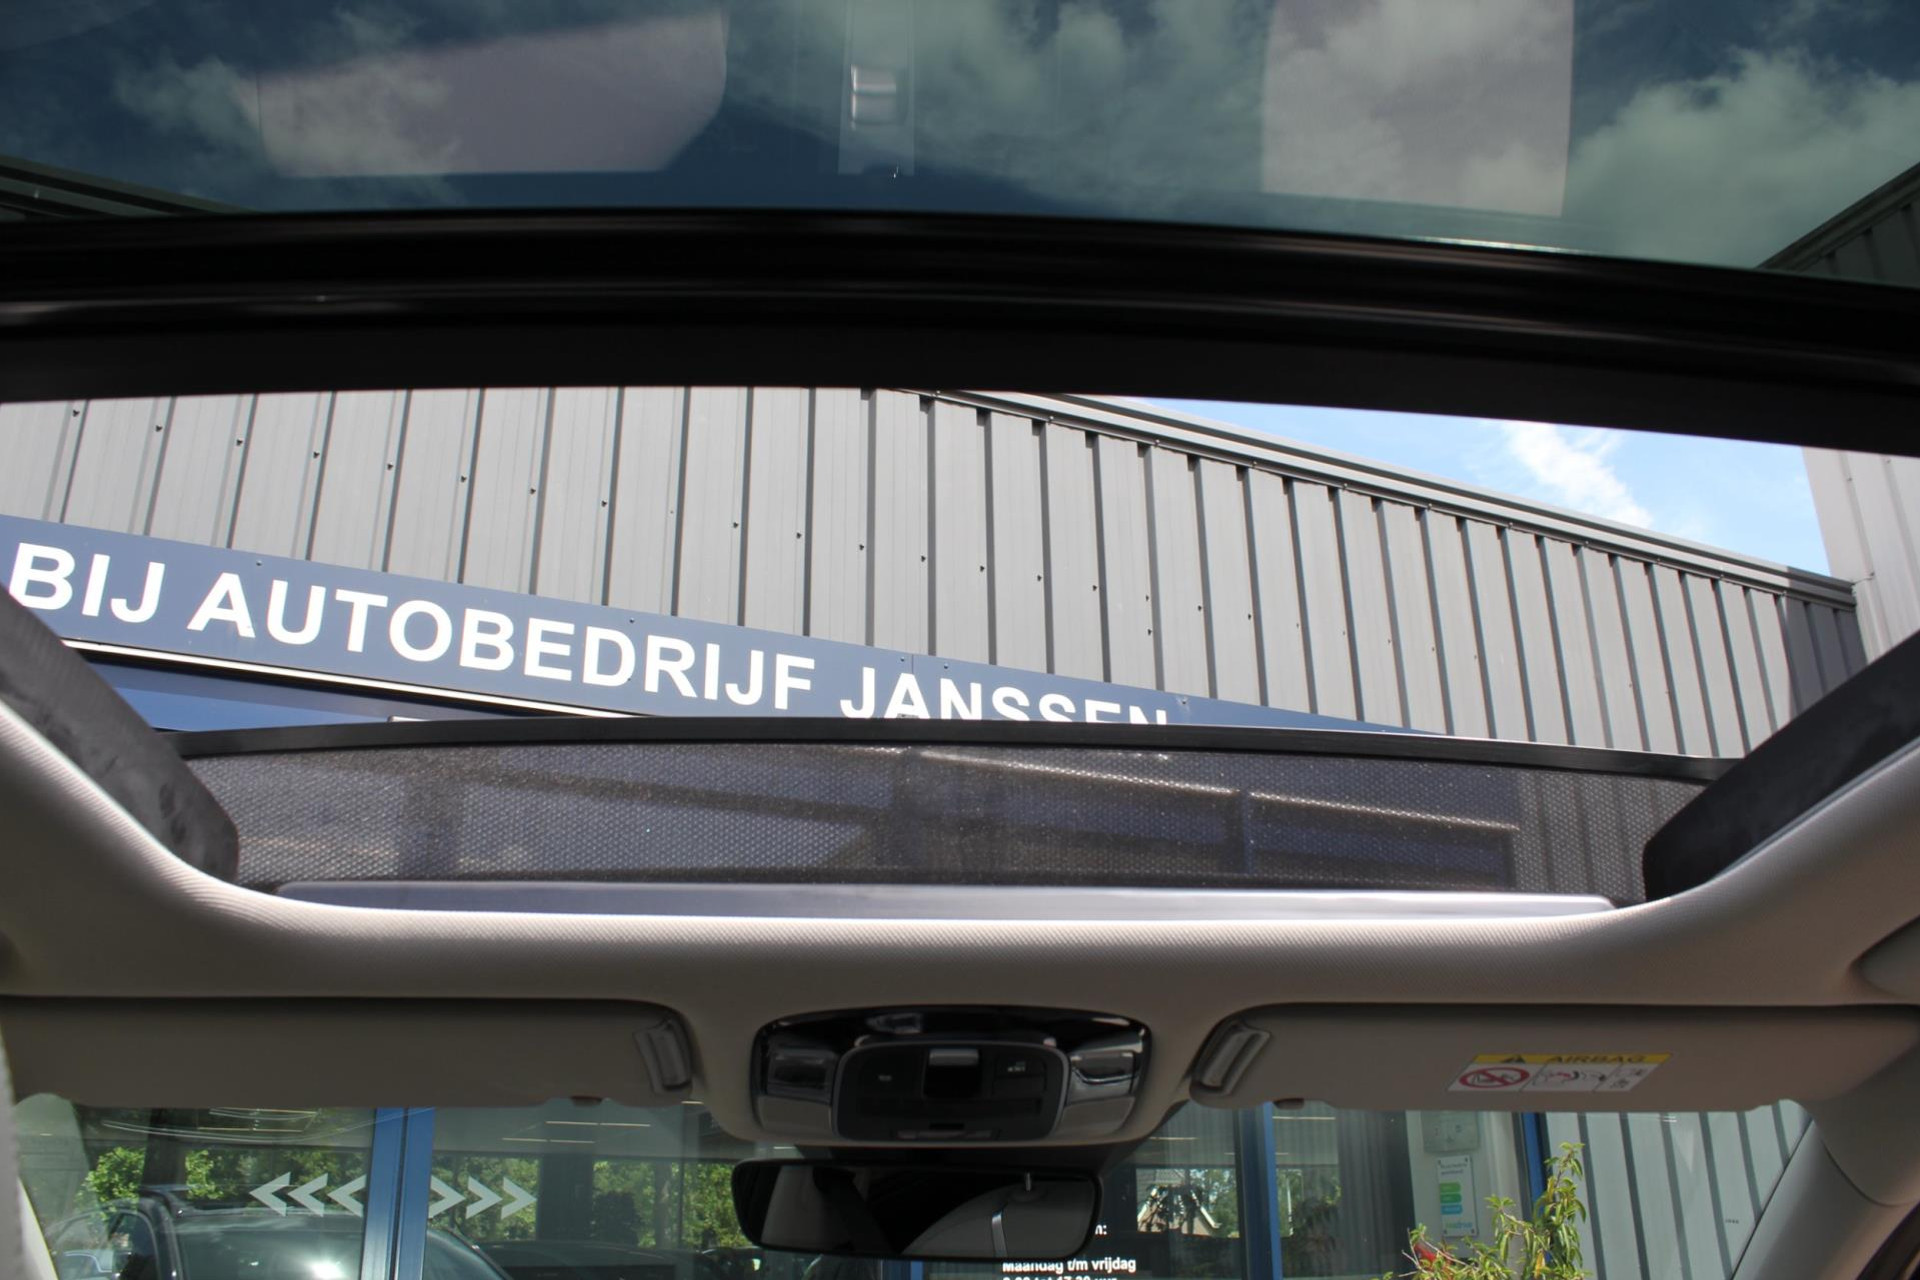 BIJ AUTOBEDRIJF JANSSEN
AIRBAG
Maandag t/m vrijdag